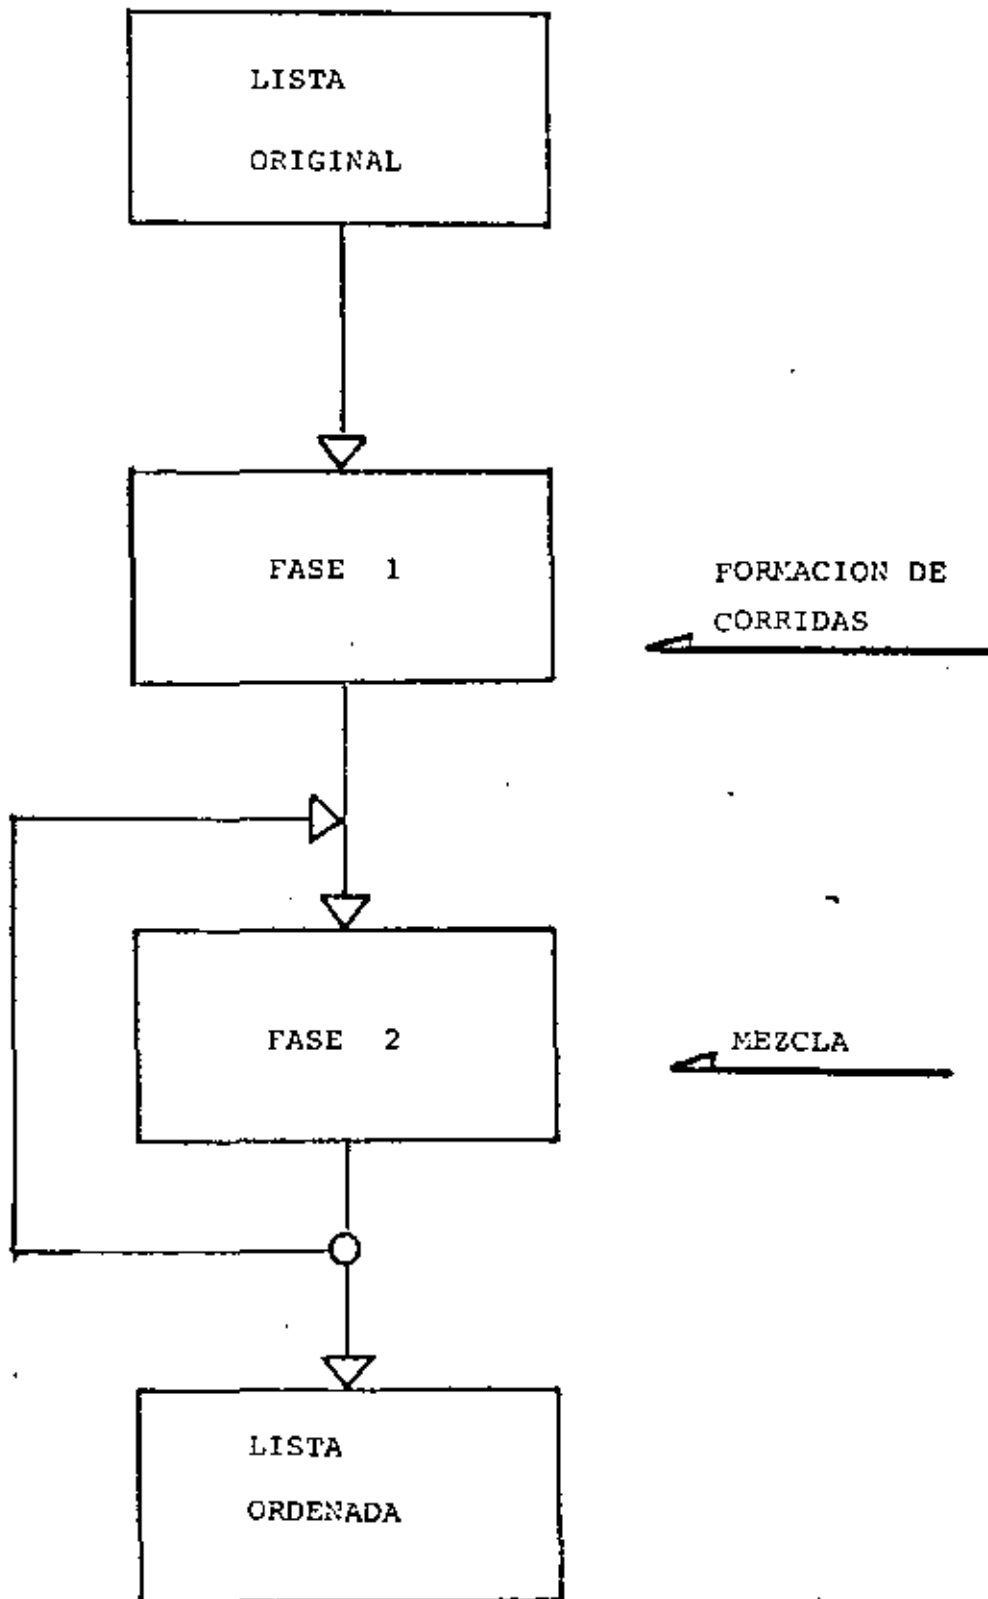 LISTA
ORIGINAL
FASE 1
FORMACION DE
CORRIDAS
FASE 2
MEZCLA
LISTA
ORDENADA